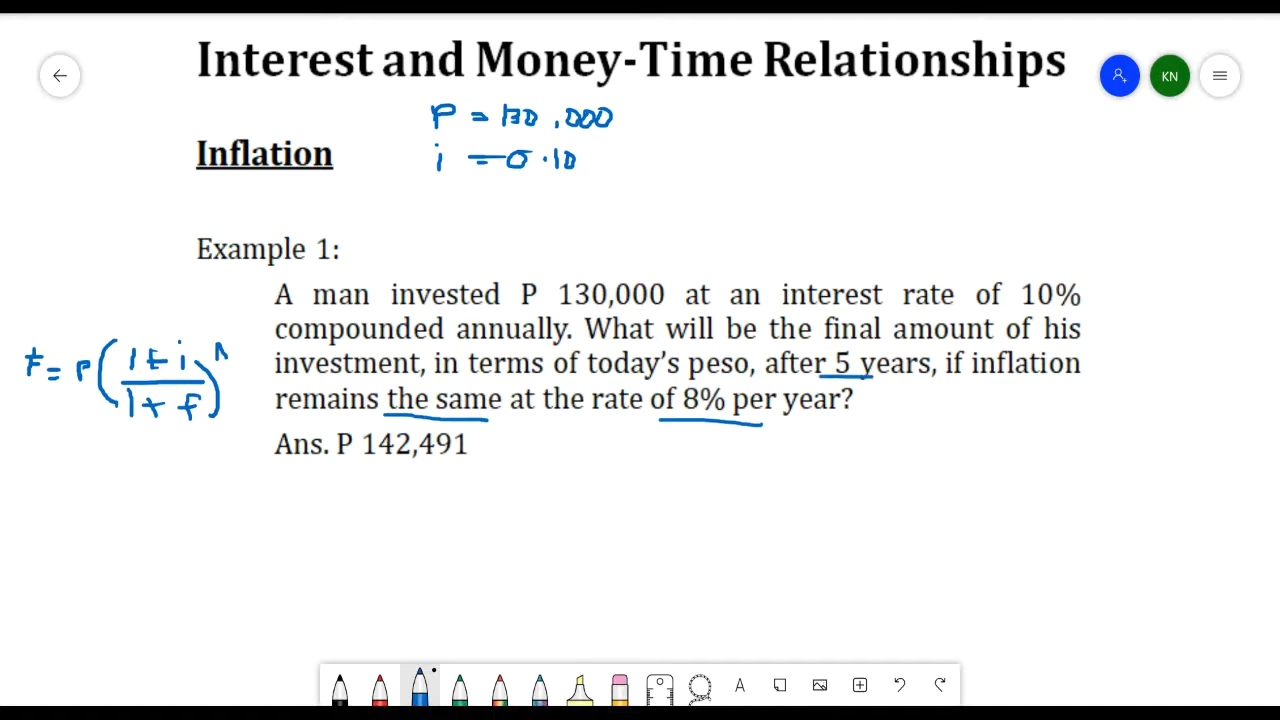 Interest and Money-Time Relationships
KN
P = 130,000
Inflation
i = 0.10
Example 1:
A man invested P 130,000 at an interest rate of 10%
compounded annually. What will be the final amount of his
investment, in terms of today's peso, after 5 years, if inflation
remains the same at the rate of 8% per year?
F = P(1+i/1+f)^n
Ans. P 142,491
A